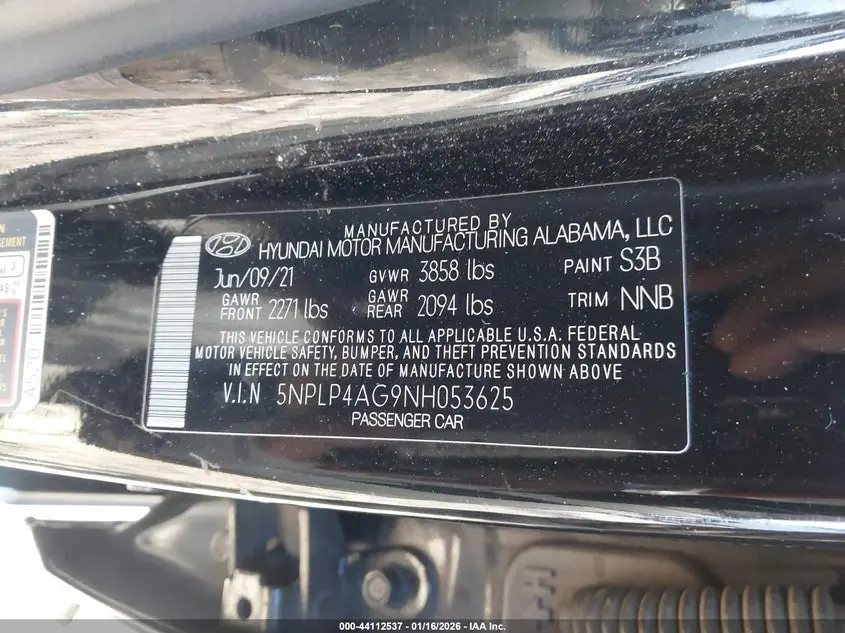 MANUFACTURED BY
HYUNDAI MOTOR MANUFACTURING ALABAMA, LLC
Jun/09/21 GVWR 3858 lbs PAINT S3B
GAWR FRONT 2271 lbs GAWR REAR 2094 lbs TRIM NNB
THIS VEHICLE CONFORMS TO ALL APPLICABLE U.S.A. FEDERAL
MOTOR VEHICLE SAFETY, BUMPER, AND THEFT PREVENTION STANDARDS
IN EFFECT ON THE DATE OF MANUFACTURE SHOWN ABOVE.
V.I.N 5NPLP4AG9NH053625
PASSENGER CAR
000-44112537 - 01/16/2026 - IAA Inc.